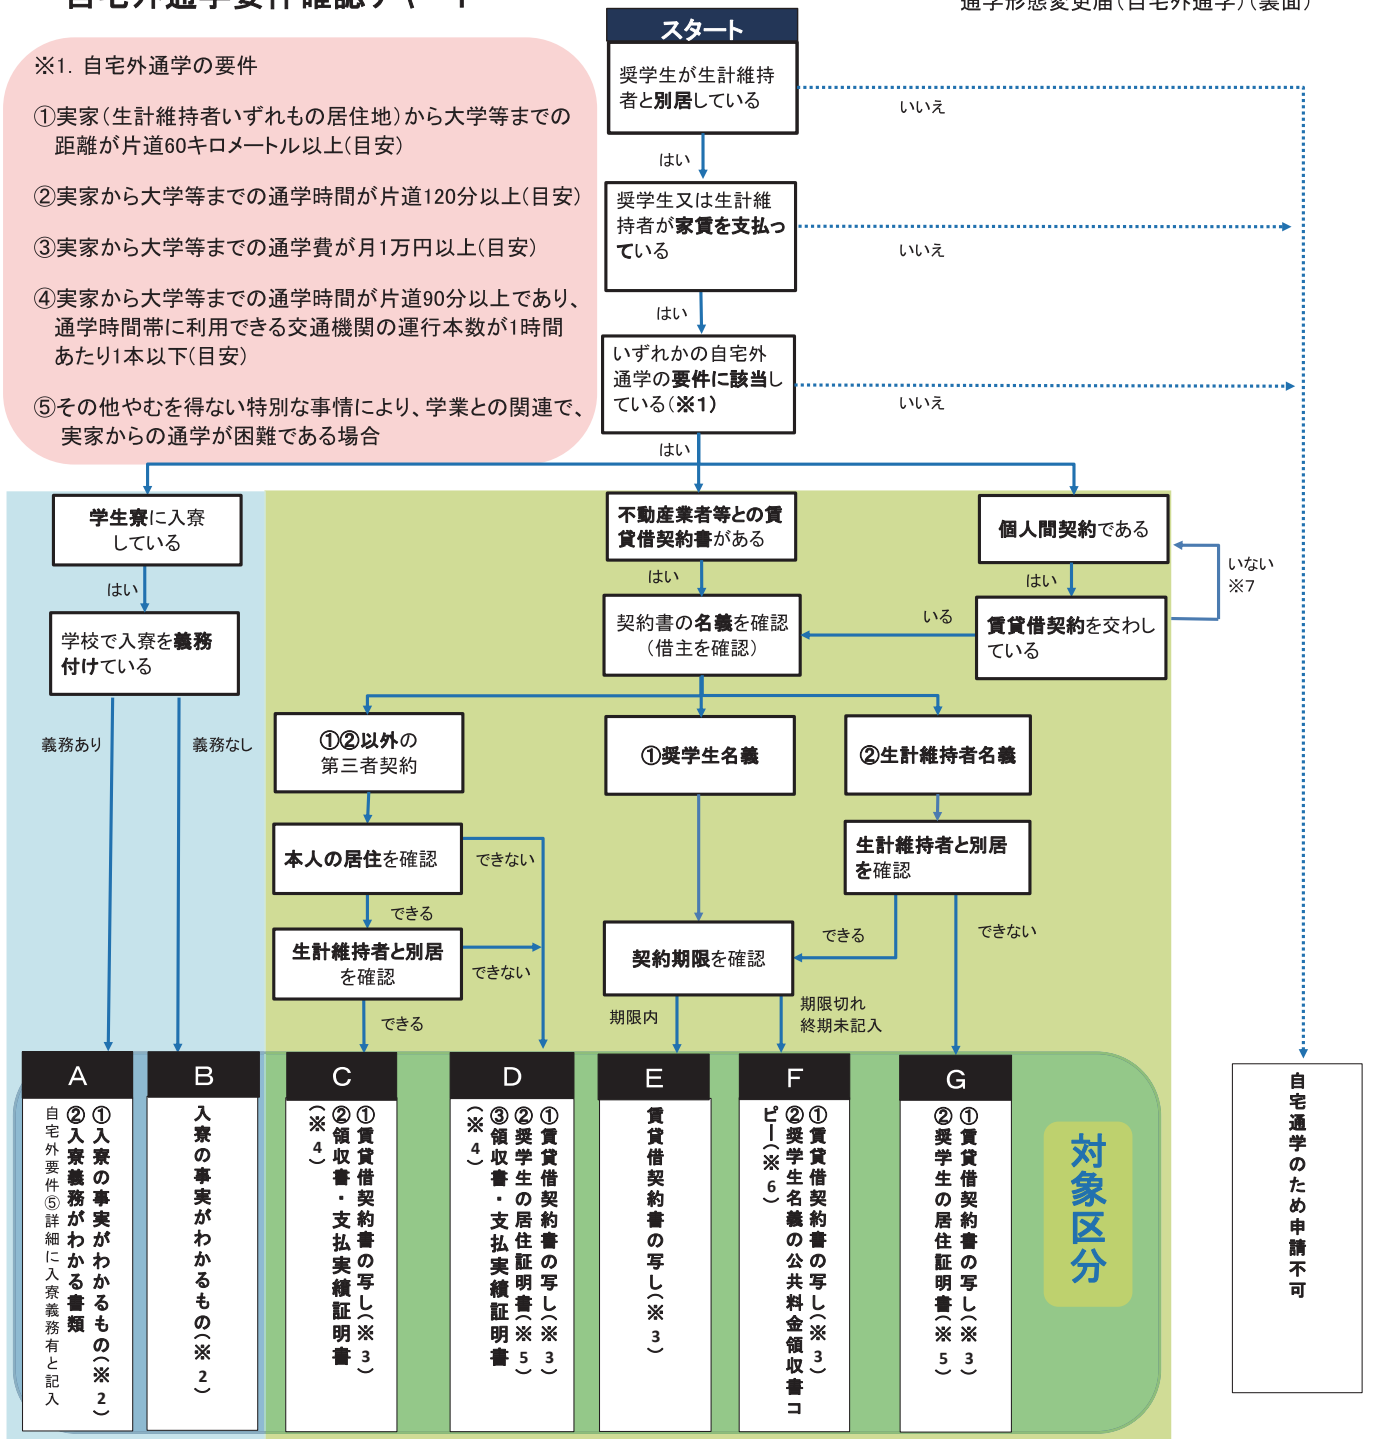 自宅外通学要件確認チャート
通学形態変更届(自宅外通学)(裏面)
スタート
奨学生が生計維持
者と別居している
いいえ
はい
奨学生又は生計維
持者が家賃を支払っ
ている
いいえ
はい
いずれかの自宅外
通学の要件に該当し
ている(※1)
いいえ
はい
※1. 自宅外通学の要件
①実家(生計維持者いずれもの居住地)から大学等までの
距離が片道60キロメートル以上(目安)
②実家から大学等までの通学時間が片道120分以上(目安)
③実家から大学等までの通学費が月1万円以上(目安)
④実家から大学等までの通学時間が片道90分以上であり、
通学時間帯に利用できる交通機関の運行本数が1時間
あたり1本以下(目安)
⑤その他やむを得ない特別な事情により、学業との関連で、
実家からの通学が困難である場合
学生寮に入寮
している
はい
学校で入寮を義務
付けている
義務あり
義務なし
不動産業者等との賃
貸借契約書がある
はい
契約書の名義を確認
(借主を確認)
個人間契約である
はい
いない
※7
賃貸借契約を交わし
ている
いる
①②以外の
第三者契約
①奨学生名義
②生計維持者名義
本人の居住を確認
できない
できる
生計維持者と別居
を確認
できない
できる
生計維持者と別居
を確認
できる
できない
契約期限を確認
期限内
期限切れ
終期未記入
A
①入寮の事実がわかるもの(※2)
②入寮義務がわかる書類
自宅外要件⑤詳細に入寮義務有と記入
B
入寮の事実がわかるもの(※2)
C
①賃貸借契約書の写し(※3)
②領収書・支払実績証明書
(※4)
D
①賃貸借契約書の写し(※3)
②奨学生の居住証明書(※5)
③領収書・支払実績証明書
(※4)
E
賃貸借契約書の写し(※3)
F
①賃貸借契約書の写し(※3)
②奨学生名義の公共料金領収書コ
ピー(※6)
G
①賃貸借契約書の写し(※3)
②奨学生の居住証明書(※5)
対象区分
自宅通学のため申請不可